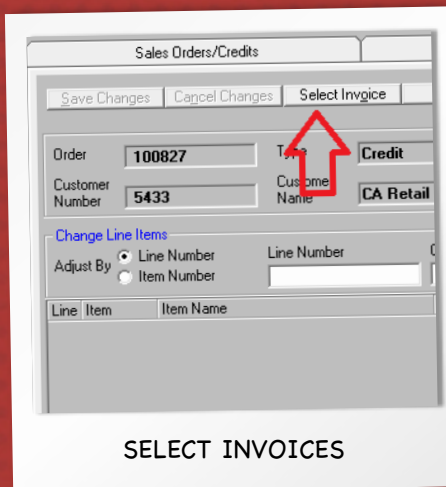 Sales Orders/Credits
Save Changes Cancel Changes Select Invoice
Order 100827 Type Credit
Customer Number 5433 Customer Name CA Retail
Change Line Items
Adjust By Line Number Line Number
Item Number
Line Item Item Name
SELECT INVOICES